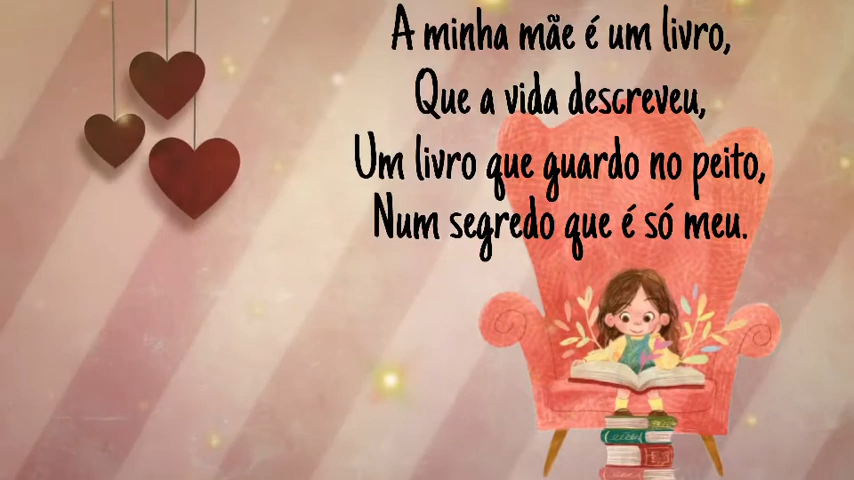 A minha mãe é um livro,
Que a vida descreveu,
Um livro que guardo no peito,
Num segredo que é só meu.